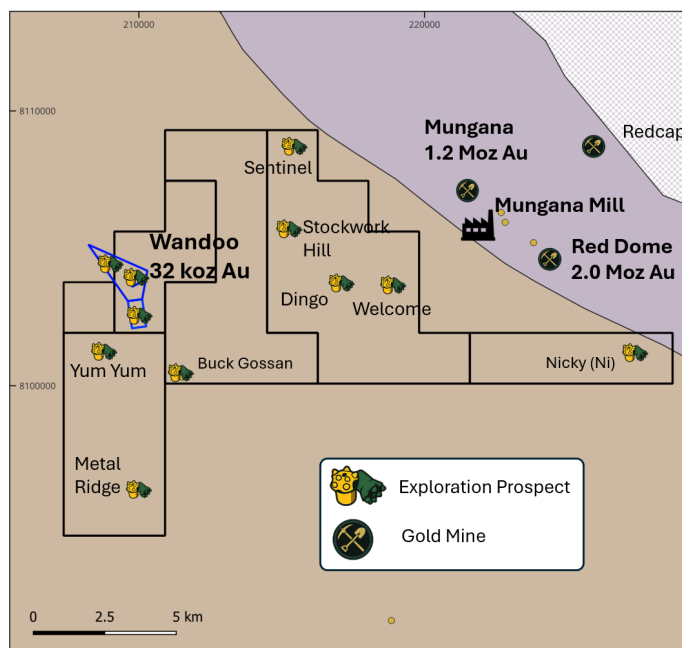 210000
220000
8110000
Mungana
1.2 Moz Au
Redcap
Sentinel
Mungana Mill
Stockwork
Hill
Wandoo
32 koz Au
Red Dome
2.0 Moz Au
Dingo
Welcome
Yum Yum
Buck Gossan
Nicky (Ni)
8100000
Metal
Ridge
Exploration Prospect
Gold Mine
0 2.5 5 km